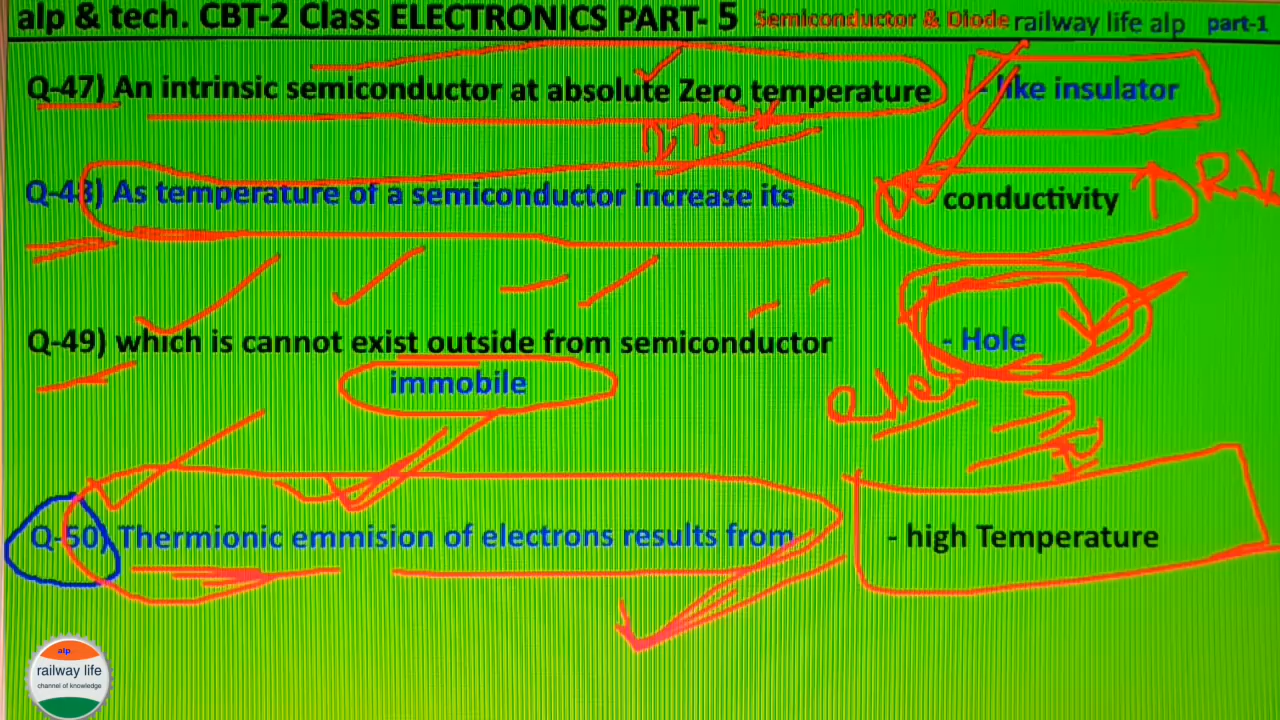 alp & tech. CBT-2 Class ELECTRONICS PART- 5 Semiconductor & Diode railway life alp part-1
Q-47) An intrinsic semiconductor at absolute Zero temperature - like insulator
Q-48) As temperature of a semiconductor increase its conductivity ↑ R↓
Q-49) which is cannot exist outside from semiconductor - Hole
immobile
Q-50) Thermionic emmision of electrons results from - high Temperature
alp
railway life
channel of knowledge